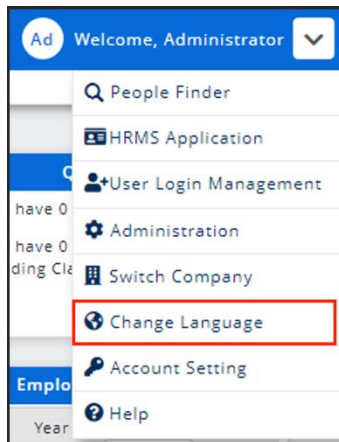 Ad Welcome, Administrator
People Finder
HRMS Application
User Login Management
have 0
Administration
have 0
ding Cla
Switch Company
Change Language
Account Setting
Emplo
Help
Year